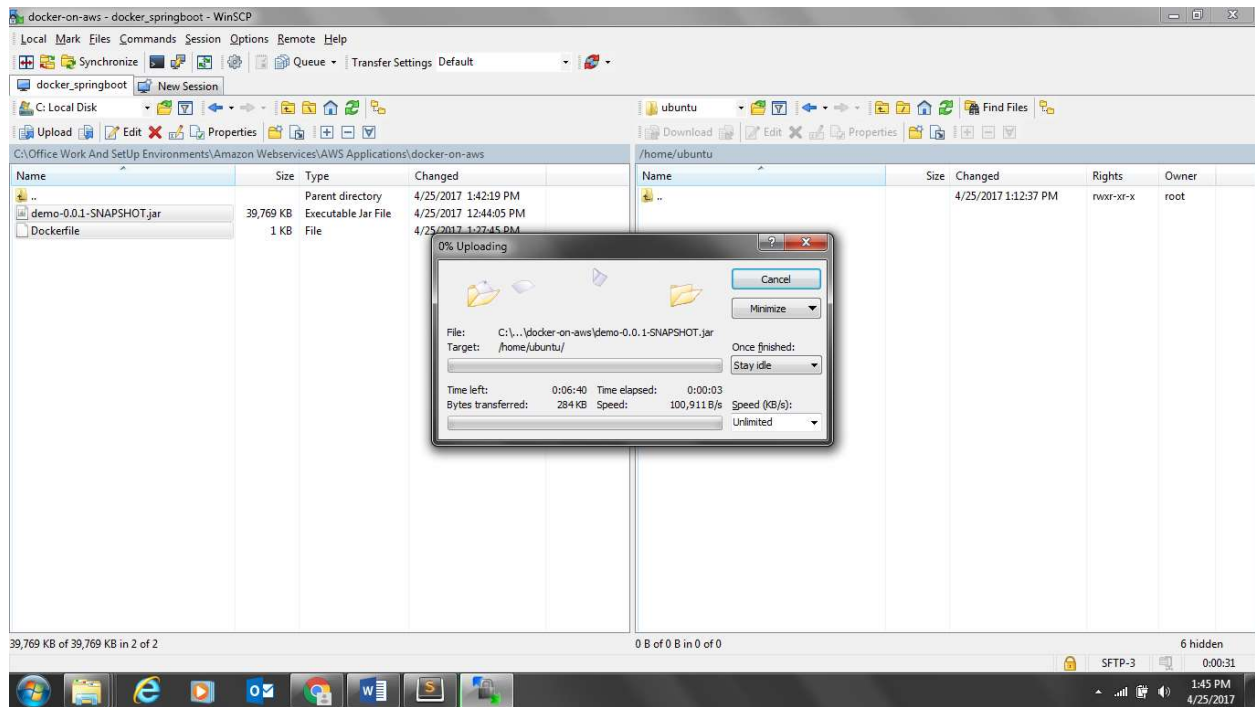 docker-on-aws - docker_springboot - WinSCP
Local Mark Files Commands Session Options Remote Help
Synchronize Queue Transfer Settings Default
docker_springboot New Session
C: Local Disk
ubuntu Find Files
Upload Edit Properties
Download Edit Properties
C:\Office Work And SetUp Environments\Amazon Webservices\AWS Applications\docker-on-aws
/home/ubuntu
Name Size Type Changed
Name Size Changed Rights Owner
.. Parent directory 4/25/2017 1:42:19 PM
.. 4/25/2017 1:12:37 PM rwxr-xr-x root
demo-0.0.1-SNAPSHOT.jar 39,769 KB Executable Jar File 4/25/2017 12:44:05 PM
Dockerfile 1 KB File 4/25/2017 1:27:45 PM
0% Uploading
Cancel
Minimize
File: C:\...\docker-on-aws\demo-0.0.1-SNAPSHOT.jar
Target: /home/ubuntu/
Once finished:
Stay idle
Time left: 0:06:40 Time elapsed: 0:00:03
Bytes transferred: 284 KB Speed: 100,911 B/s
Speed (KB/s):
Unlimited
39,769 KB of 39,769 KB in 2 of 2
0 B of 0 B in 0 of 0
6 hidden
SFTP-3 0:00:31
1:45 PM
4/25/2017